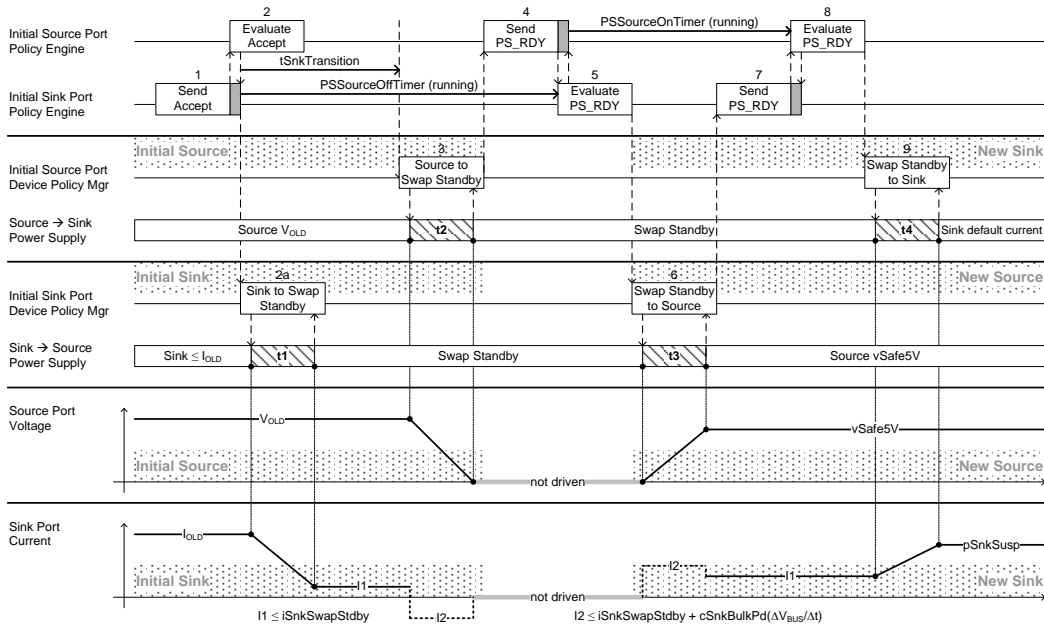 2
4
8
Initial Source Port
Policy Engine
Evaluate
Accept
Send
PS_RDY
PSSourceOnTimer (running)
Evaluate
PS_RDY
tSnkTransition
1
5
7
Initial Sink Port
Policy Engine
Send
Accept
PSSourceOffTimer (running)
Evaluate
PS_RDY
Send
PS_RDY
Initial Source
3
9
New Sink
Initial Source Port
Device Policy Mgr
Source to
Swap Standby
Swap Standby
to Sink
Source → Sink
Power Supply
Source VOLD
t2
Swap Standby
t4
Sink default current
Initial Sink
2a
6
New Source
Initial Sink Port
Device Policy Mgr
Sink to Swap
Standby
Swap Standby
to Source
Sink → Source
Power Supply
Sink ≤ IOLD
t1
Swap Standby
t3
Source vSafe5V
Source Port
Voltage
VOLD
vSafe5V
Initial Source
not driven
New Source
Sink Port
Current
IOLD
pSnkSusp
Initial Sink
I1
I2
I2
I1
New Sink
not driven
I1 ≤ iSnkSwapStdby
I2 ≤ iSnkSwapStdby + cSnkBulkPd(ΔVBUS/Δt)